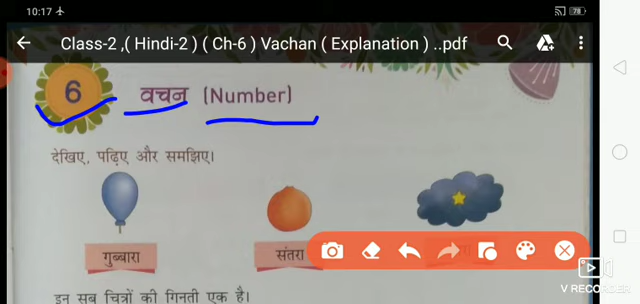 10:17
78
Class-2 ,( Hindi-2 ) ( Ch-6 ) Vachan ( Explanation ) ..pdf
6 वचन (Number)
देखिए, पढ़िए और समझिए।
गुब्बारा संतरा
इन सब चित्रों की गिनती एक है।
V RECORDER